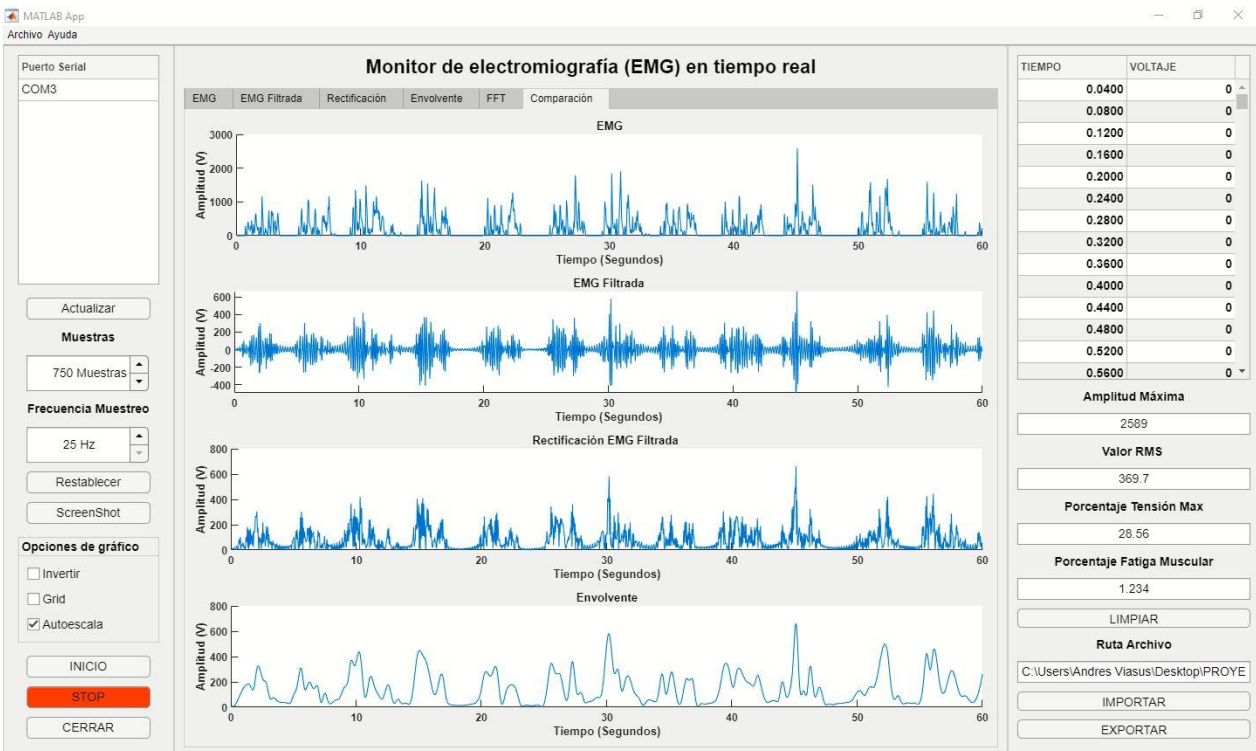 MATLAB App
Archivo Ayuda
Puerto Serial
COM3
Actualizar
Muestras
750 Muestras
Frecuencia Muestreo
25 Hz
Restablecer
ScreenShot
Opciones de gráfico
Invertir
Grid
Autoescala
INICIO
STOP
CERRAR
Monitor de electromiografía (EMG) en tiempo real
EMG EMG Filtrada Rectificación Envolvente FFT Comparación
EMG
Amplitud (V)
3000
2000
1000
0
0 10 20 30 40 50 60
Tiempo (Segundos)
EMG Filtrada
Amplitud (V)
600
400
200
0
-200
-400
0 10 20 30 40 50 60
Tiempo (Segundos)
Rectificación EMG Filtrada
Amplitud (V)
800
600
400
200
0
0 10 20 30 40 50 60
Tiempo (Segundos)
Envolvente
Amplitud (V)
800
600
400
200
0
0 10 20 30 40 50 60
Tiempo (Segundos)
TIEMPO VOLTAJE
0.0400 0
0.0800 0
0.1200 0
0.1600 0
0.2000 0
0.2400 0
0.2800 0
0.3200 0
0.3600 0
0.4000 0
0.4400 0
0.4800 0
0.5200 0
0.5600 0
Amplitud Máxima
2589
Valor RMS
369.7
Porcentaje Tensión Max
28.56
Porcentaje Fatiga Muscular
1.234
LIMPIAR
Ruta Archivo
C:\Users\Andres Viasus\Desktop\PROYE
IMPORTAR
EXPORTAR